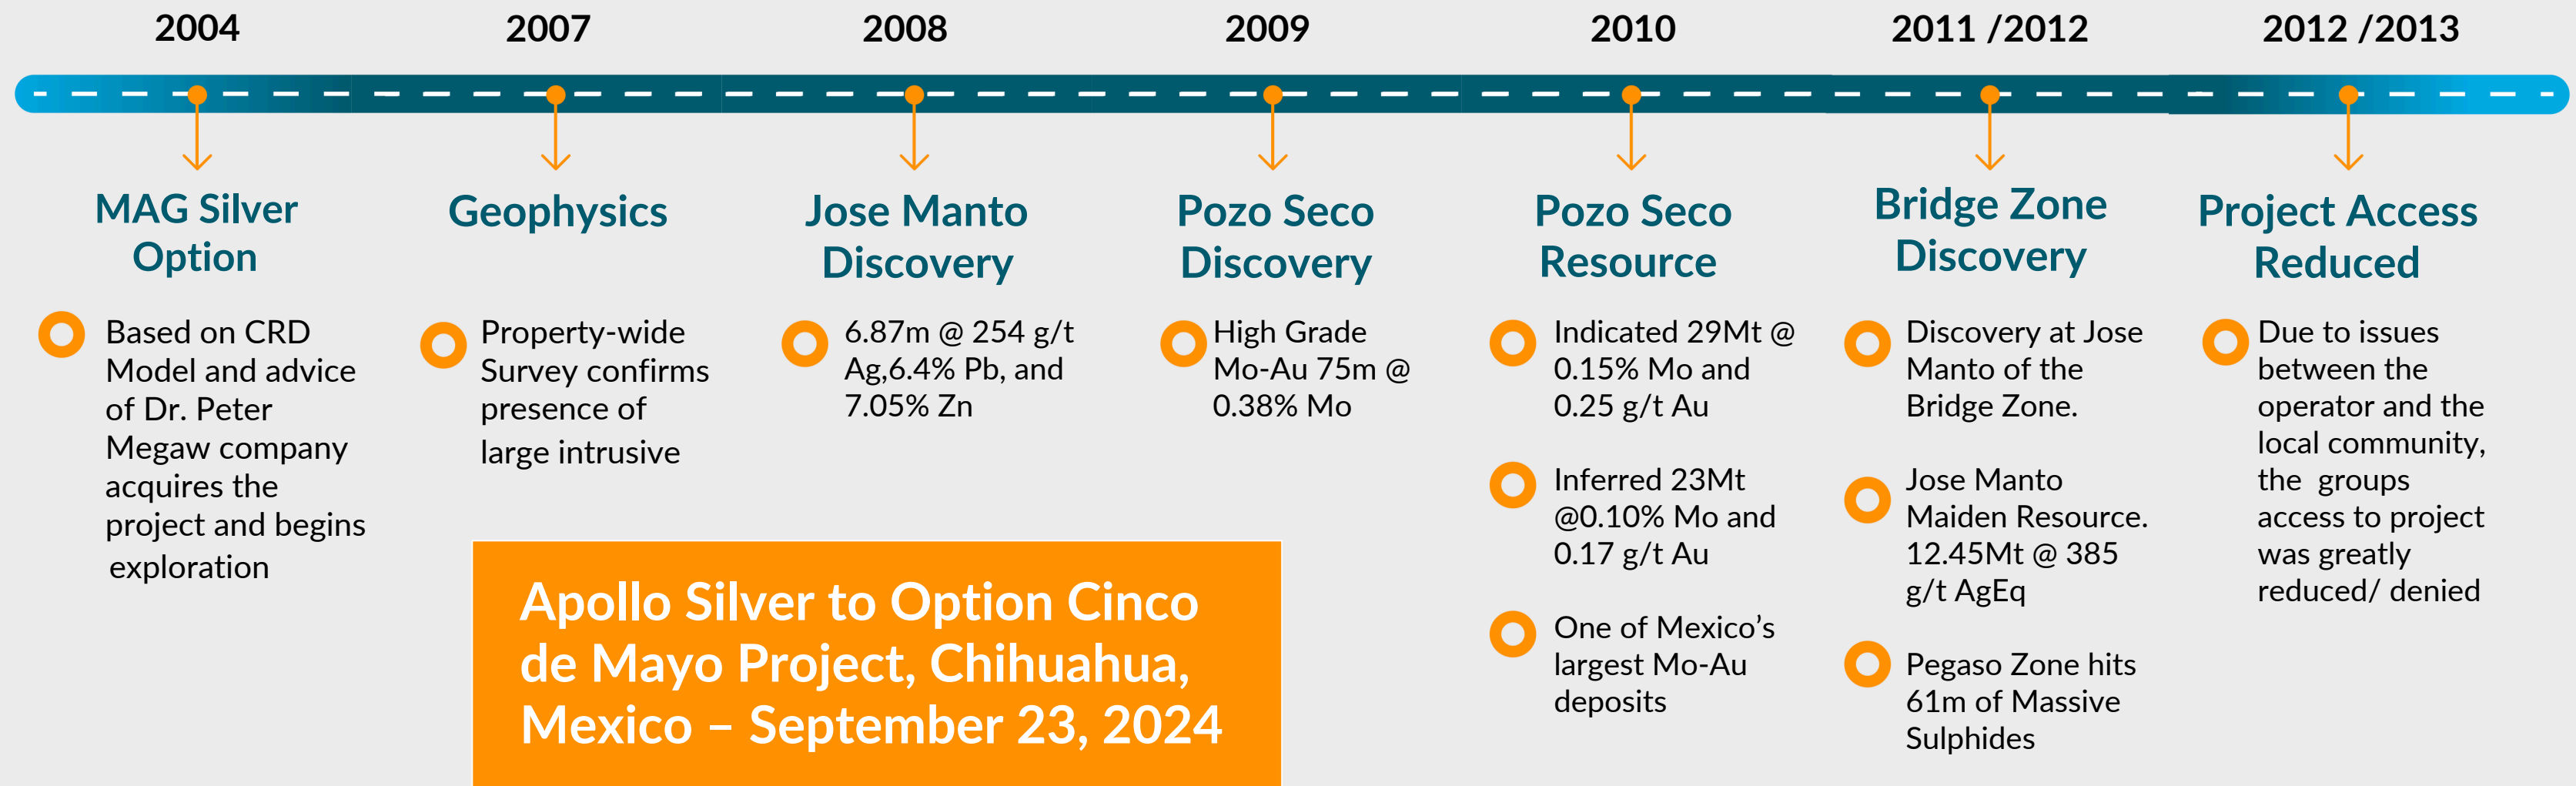 2004
2007
2008
2009
2010
2011 /2012
2012 /2013
MAG Silver
Option
Based on CRD
Model and advice
of Dr. Peter
Megaw company
acquires the
project and begins
exploration
Geophysics
Property-wide
Survey confirms
presence of
large intrusive
Jose Manto
Discovery
6.87m @ 254 g/t
Ag,6.4% Pb, and
7.05% Zn
Pozo Seco
Discovery
High Grade
Mo-Au 75m @
0.38% Mo
Pozo Seco
Resource
Indicated 29Mt @
0.15% Mo and
0.25 g/t Au
Inferred 23Mt
@0.10% Mo and
0.17 g/t Au
One of Mexico’s
largest Mo-Au
deposits
Bridge Zone
Discovery
Discovery at Jose
Manto of the
Bridge Zone.
Jose Manto
Maiden Resource.
12.45Mt @ 385
g/t AgEq
Pegaso Zone hits
61m of Massive
Sulphides
Project Access
Reduced
Due to issues
between the
operator and the
local community,
the  groups
access to project
was greatly
reduced/ denied
Apollo Silver to Option Cinco
de Mayo Project, Chihuahua,
Mexico – September 23, 2024